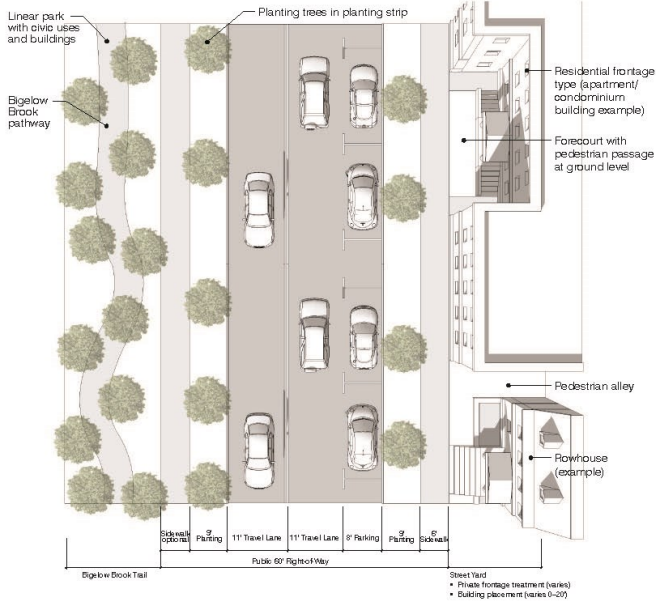 Linear park
with civic uses
and buildings
Planting trees in planting strip
Bigelow
Brook
pathway
Residential frontage
type (apartment/
condominium
building example)
Forecourt with
pedestrian passage
at ground level
Pedestrian alley
Rowhouse
(example)
Sidewalk
optional
9'
Planting
11' Travel Lane
11' Travel Lane
8' Parking
9'
Planting
6'
Sidewalk
Public 60' Right-of-Way
Bigelow Brook Trail
Street Yard
• Private frontage treatment (varies)
• Building placement (varies 0–20')